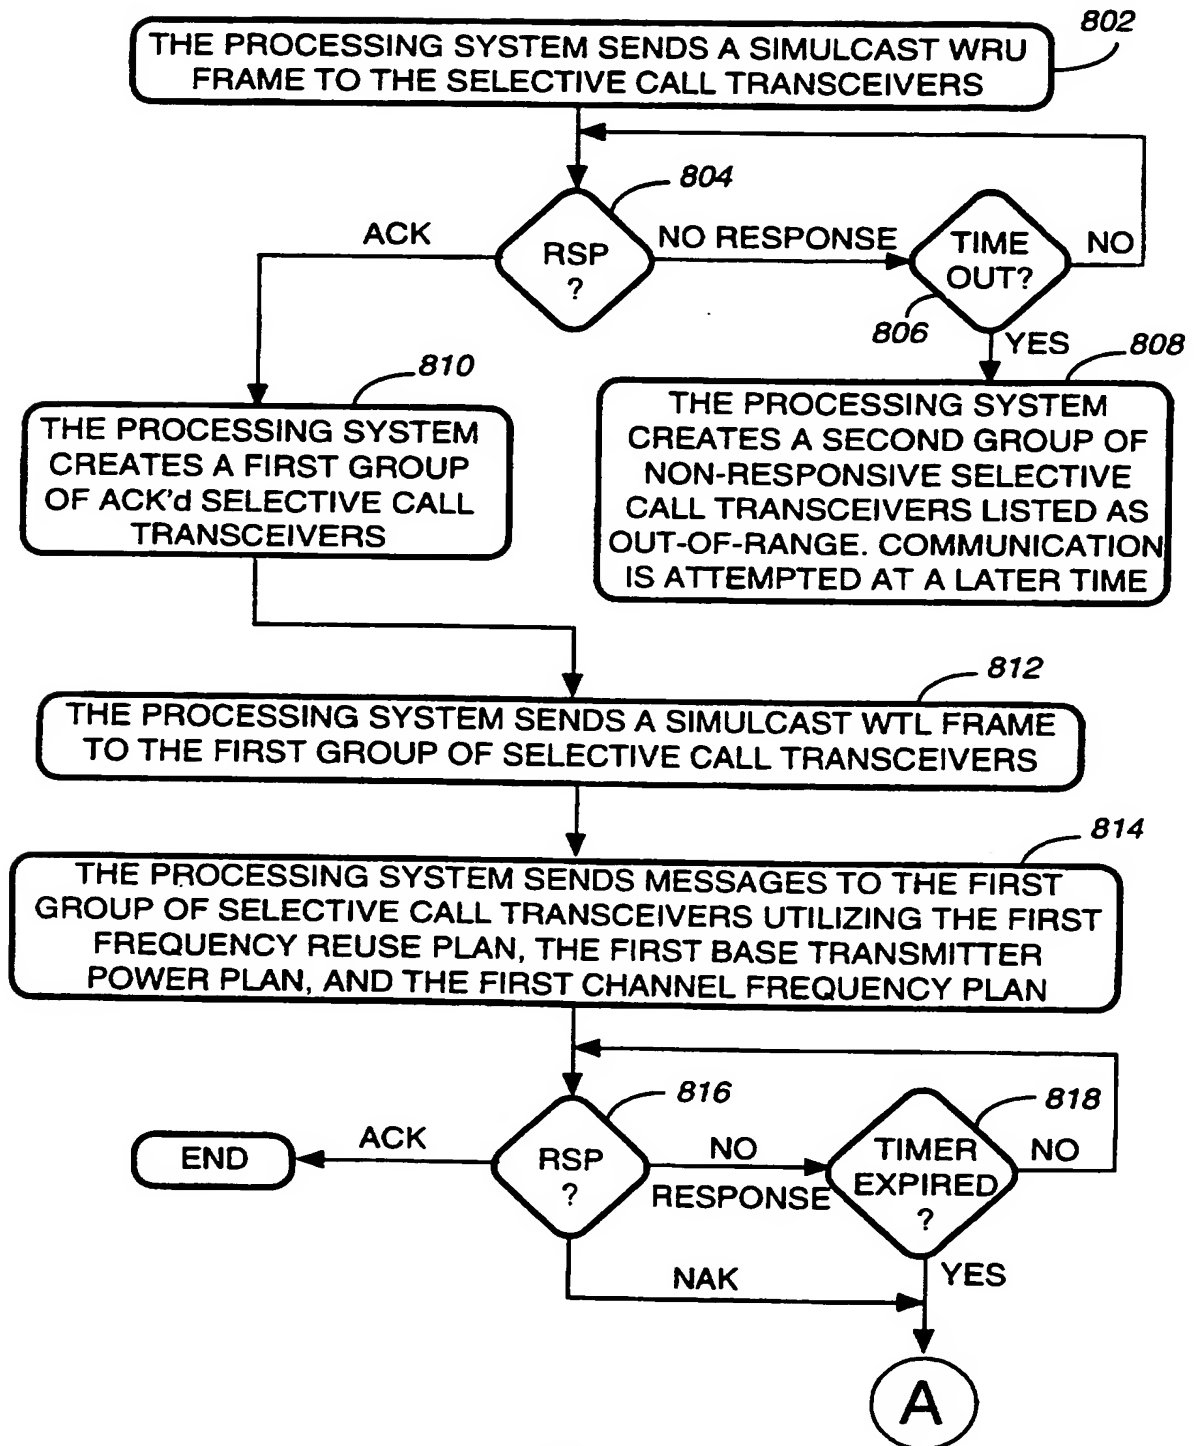 802
THE PROCESSING SYSTEM SENDS A SIMULCAST WRU
FRAME TO THE SELECTIVE CALL TRANSCEIVERS
804
ACK
RSP
?
NO RESPONSE
TIME
OUT?
NO
806
YES
808
810
THE PROCESSING SYSTEM
CREATES A FIRST GROUP
OF ACK'd SELECTIVE CALL
TRANSCEIVERS
THE PROCESSING SYSTEM
CREATES A SECOND GROUP OF
NON-RESPONSIVE SELECTIVE
CALL TRANSCEIVERS LISTED AS
OUT-OF-RANGE. COMMUNICATION
IS ATTEMPTED AT A LATER TIME
812
THE PROCESSING SYSTEM SENDS A SIMULCAST WTL FRAME
TO THE FIRST GROUP OF SELECTIVE CALL TRANSCEIVERS
814
THE PROCESSING SYSTEM SENDS MESSAGES TO THE FIRST
GROUP OF SELECTIVE CALL TRANSCEIVERS UTILIZING THE FIRST
FREQUENCY REUSE PLAN, THE FIRST BASE TRANSMITTER
POWER PLAN, AND THE FIRST CHANNEL FREQUENCY PLAN
816
818
END
ACK
RSP
?
NO
RESPONSE
TIMER
EXPIRED
?
NO
NAK
YES
A